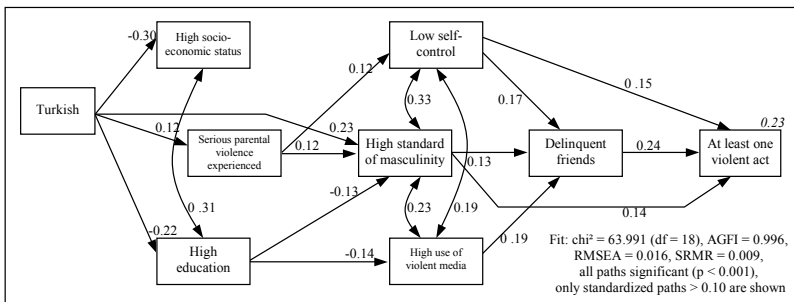 -0.30
High socio-
economic status
Low self-
control
0.12
0 .15
Turkish
0.33
0.17
0.12
Serious parental
violence
experienced
0.23
0.12
High standard
of masculinity
0.13
Delinquent
friends
0.24
0.23
At least one
violent act
-0.13
0 .31
0.23
0.19
0.14
-0.22
High
education
-0.14
High use of
violent media
0 .19
Fit: chi² = 63.991 (df = 18), AGFI = 0.996,
RMSEA = 0.016, SRMR = 0.009,
all paths significant (p < 0.001),
only standardized paths > 0.10 are shown